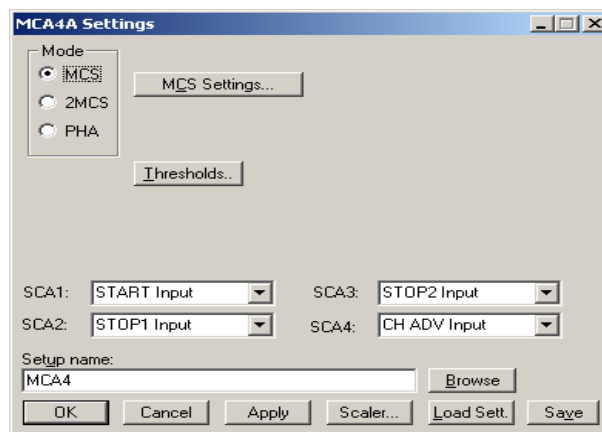 MCA4A Settings
Mode
MCS
MCS Settings...
2MCS
PHA
Thresholds..
SCA1: START Input SCA3: STOP2 Input
SCA2: STOP1 Input SCA4: CH ADV Input
Setup name:
MCA4 Browse
OK Cancel Apply Scaler... Load Sett. Save